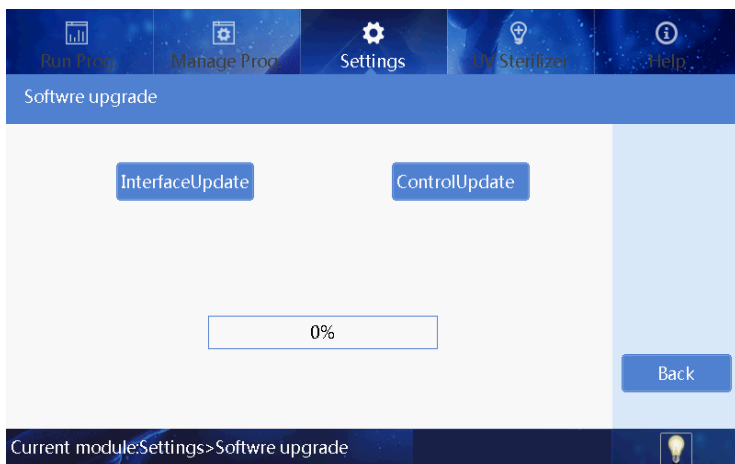 Run Prog. Manage Prog. Settings UV Sterilizer Help
Softwre upgrade
InterfaceUpdate ControlUpdate
0%
Back
Current module:Settings>Softwre upgrade